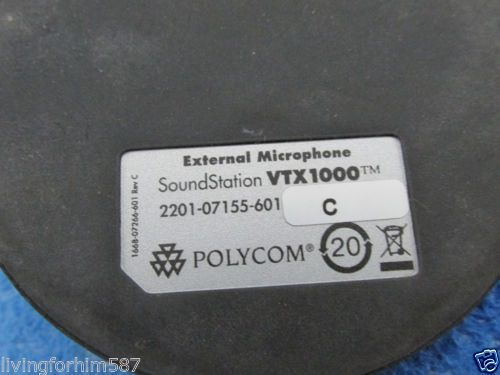 External Microphone
SoundStation VTX1000™
2201-07155-601 C
POLYCOM® 20
1668-07266-601 Rev C
livingforhim587